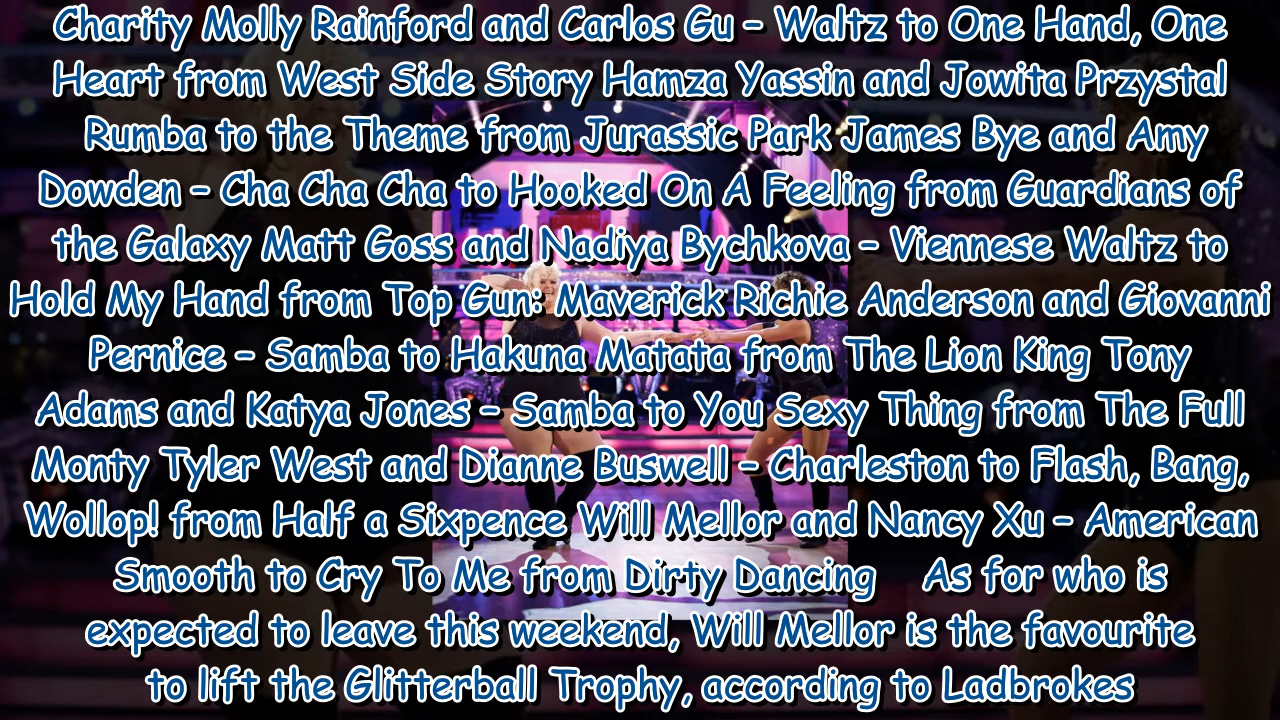 Charity Molly Rainford and Carlos Gu – Waltz to One Hand, One
Heart from West Side Story Hamza Yassin and Jowita Przystal
Rumba to the Theme from Jurassic Park James Bye and Amy
Dowden – Cha Cha Cha to Hooked On A Feeling from Guardians of
the Galaxy Matt Goss and Nadiya Bychkova – Viennese Waltz to
Hold My Hand from Top Gun: Maverick Richie Anderson and Giovanni
Pernice – Samba to Hakuna Matata from The Lion King Tony
Adams and Katya Jones – Samba to You Sexy Thing from The Full
Monty Tyler West and Dianne Buswell – Charleston to Flash, Bang,
Wollop! from Half a Sixpence Will Mellor and Nancy Xu – American
Smooth to Cry To Me from Dirty Dancing As for who is
expected to leave this weekend, Will Mellor is the favourite
to lift the Glitterball Trophy, according to Ladbrokes